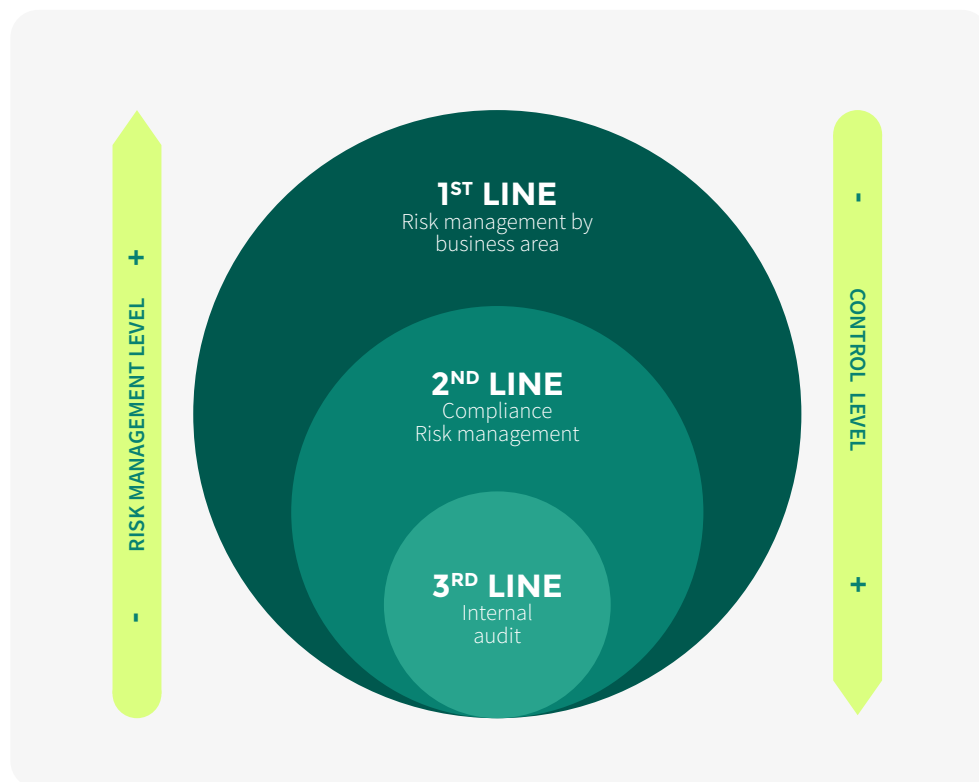 1ST LINE
Risk management by
business area
2ND LINE
Compliance
Risk management
3RD LINE
Internal
audit
- RISK MANAGEMENT LEVEL +
- CONTROL LEVEL +